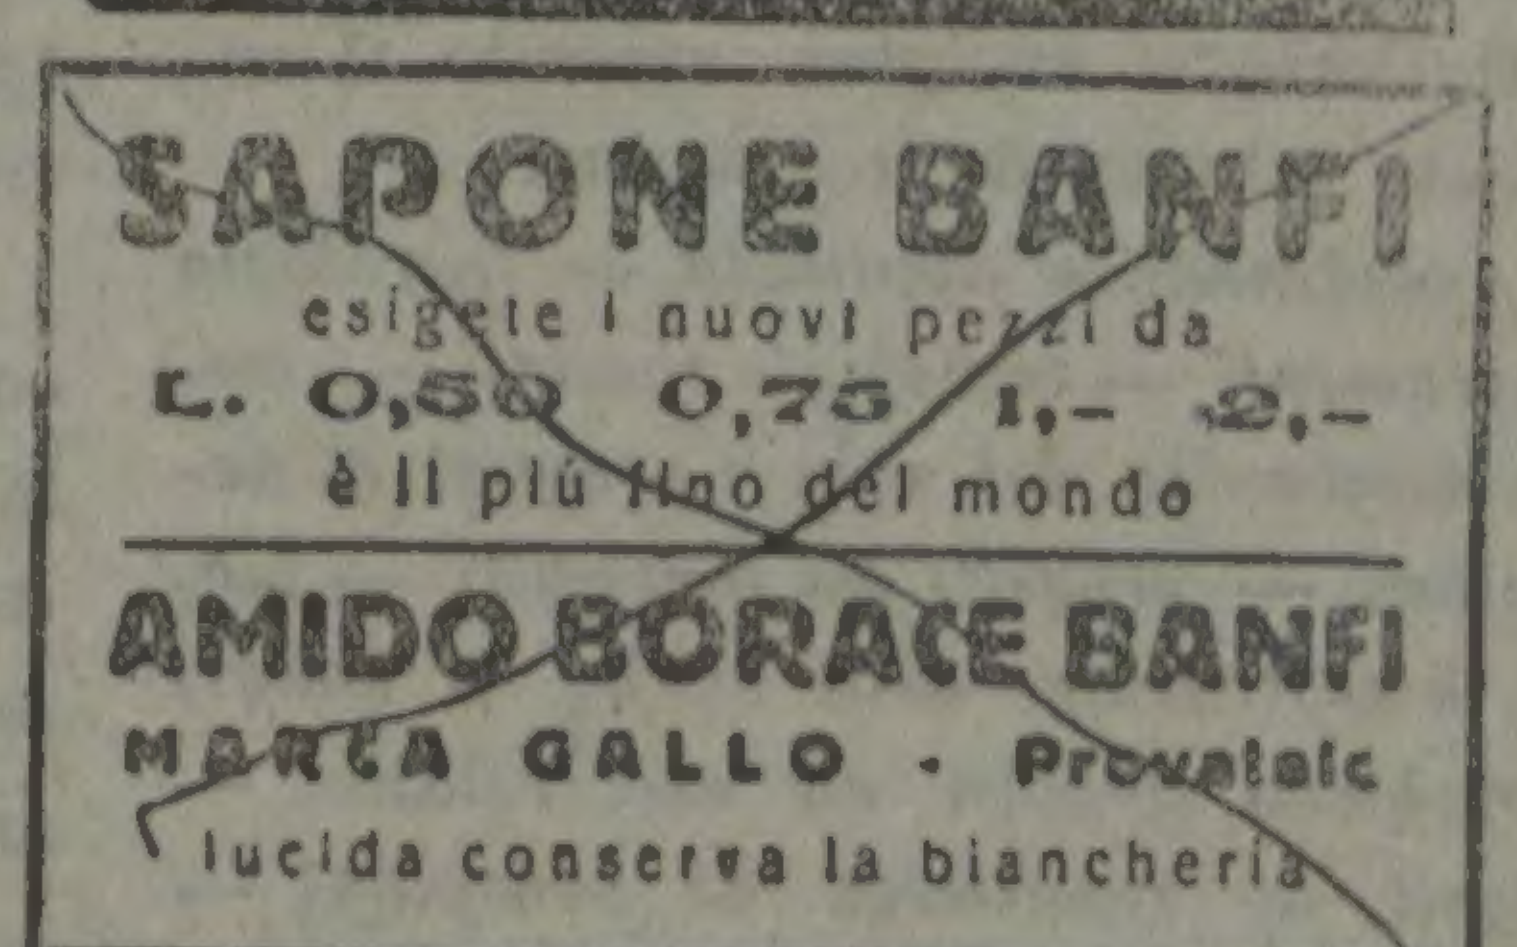 SAPONE BANFI
esigete i nuovi pezzi da
L. 0,50 0,75 1,- 2,-
è il più fino del mondo
AMIDO BORACE BANFI
MARCA GALLO - Provatelo
lucida conserva la biancheria